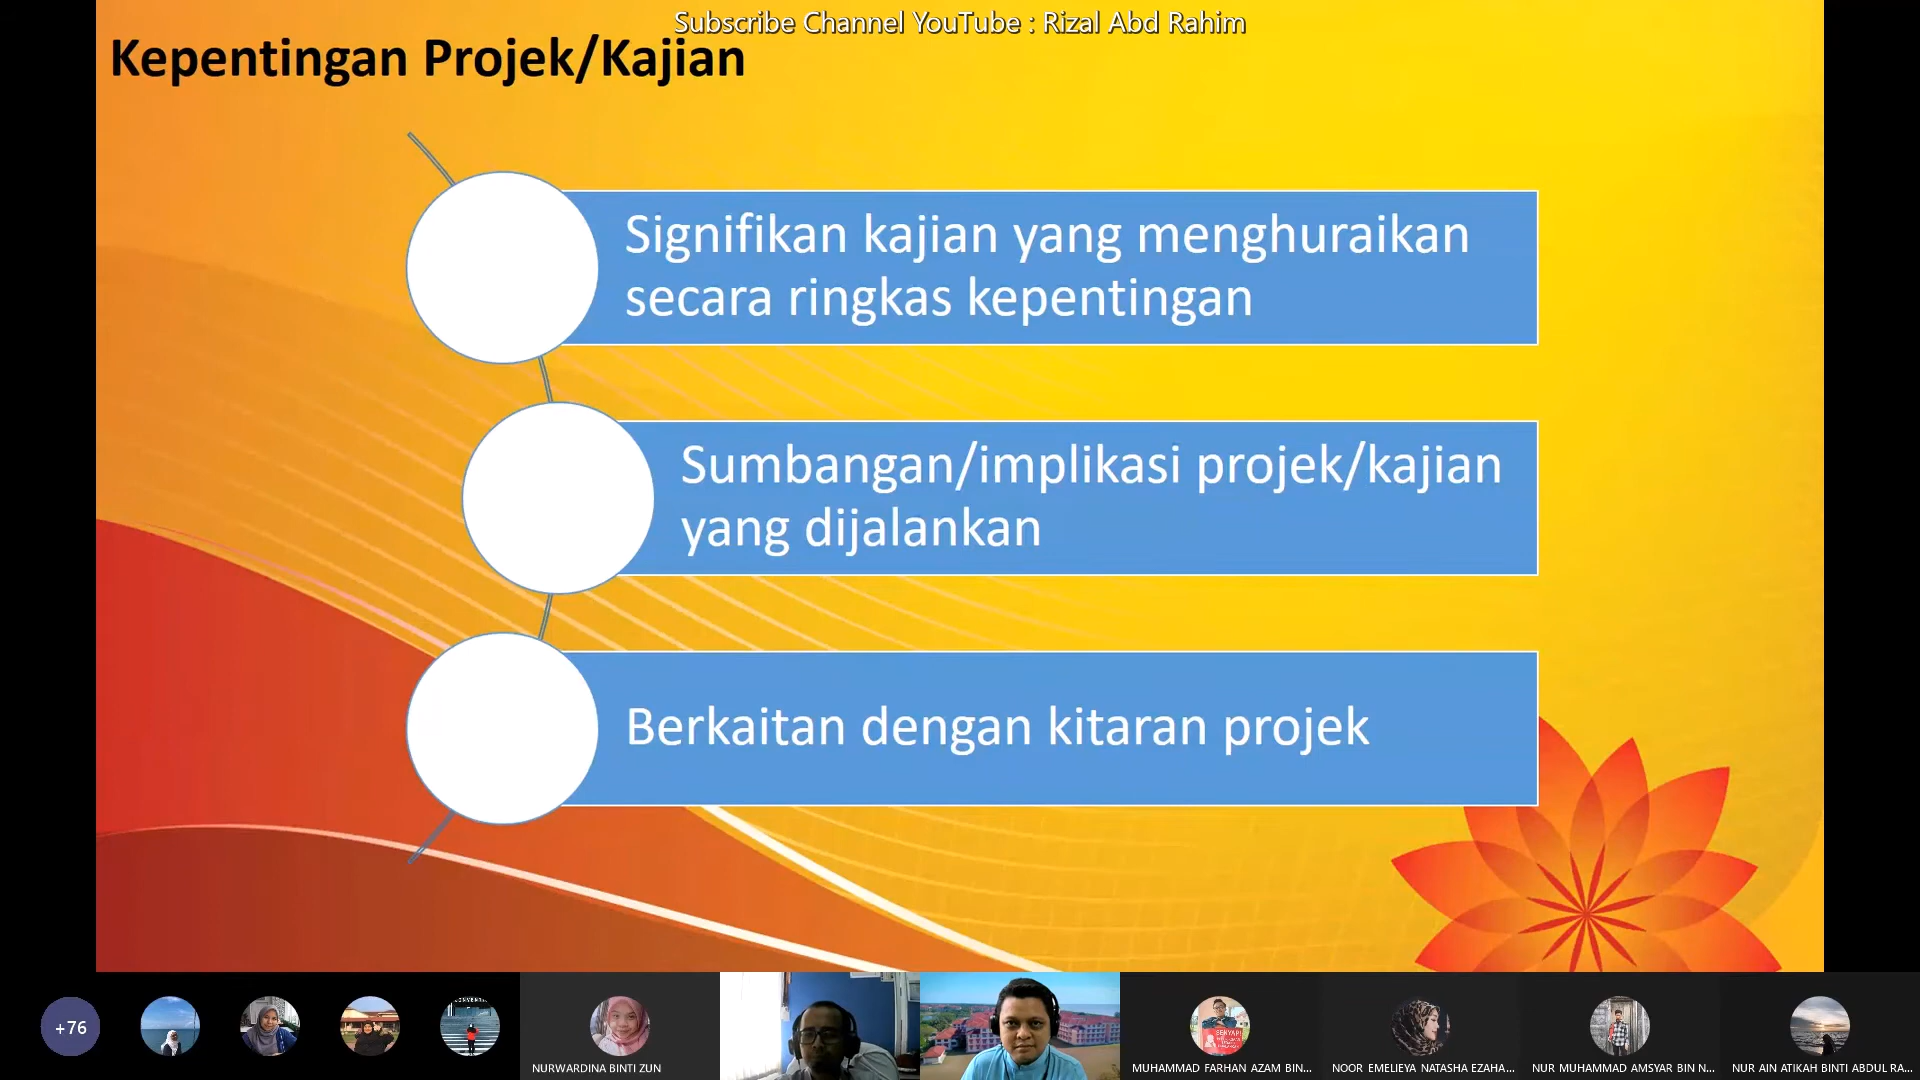 Subscribe Channel YouTube : Rizal Abd Rahim
Kepentingan Projek/Kajian
Signifikan kajian yang menghuraikan
secara ringkas kepentingan
Sumbangan/implikasi projek/kajian
yang dijalankan
Berkaitan dengan kitaran projek
+76
NURWARDINA BINTI ZUN
MUHAMMAD FARHAN AZAM BIN...
NOOR EMELIEYA NATASHA EZAHA...
NUR MUHAMMAD AMSYAR BIN N...
NUR AIN ATIKAH BINTI ABDUL RA...